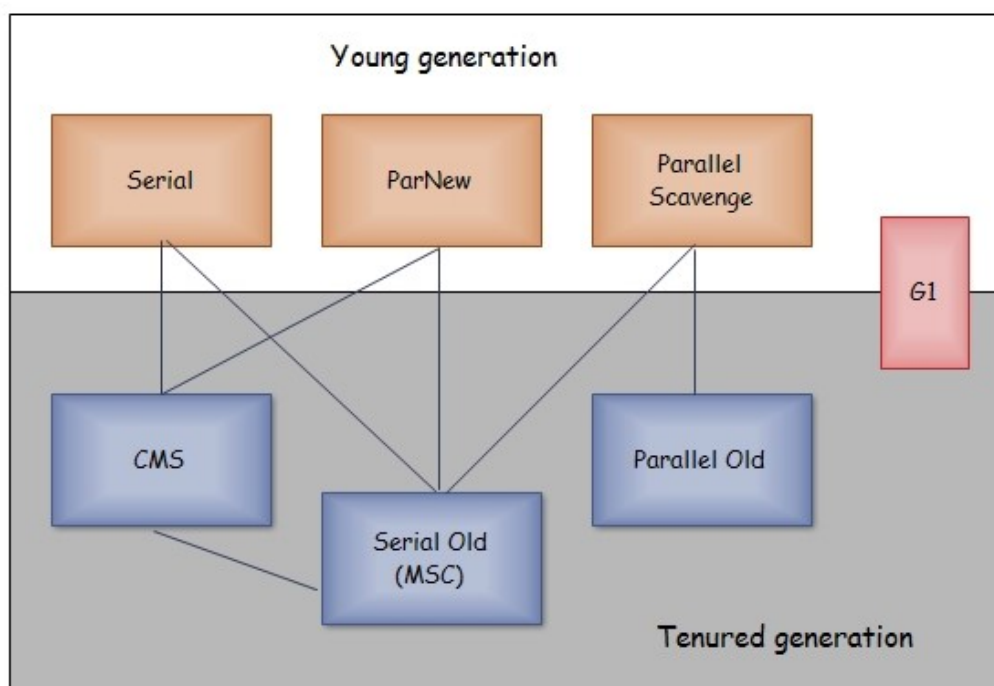 Young generation
Serial
ParNew
Parallel
Scavenge
G1
CMS
Parallel Old
Serial Old
(MSC)
Tenured generation